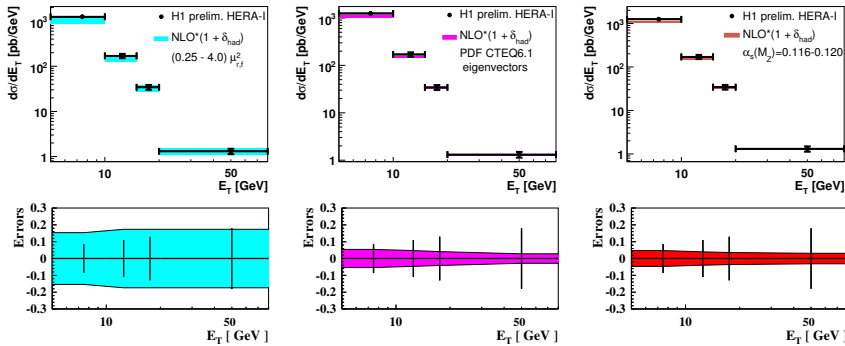 dσ/dE_T [pb/GeV]
10³
10²
10
1
H1 prelim. HERA-I
NLO*(1 + δ_had)
(0.25 - 4.0) μ²_r,f
10
50
E_T [GeV]
dσ/dE_T [pb/GeV]
10³
10²
10
1
H1 prelim. HERA-I
NLO*(1 + δ_had)
PDF CTEQ6.1
eigenvectors
10
50
E_T [GeV]
dσ/dE_T [pb/GeV]
10³
10²
10
1
H1 prelim. HERA-I
NLO*(1 + δ_had)
α_s(M_Z)=0.116-0.120
10
50
E_T [GeV]
Errors
0.3
0.2
0.1
0
-0.1
-0.2
-0.3
10
50
E_T [ GeV ]
Errors
0.3
0.2
0.1
0
-0.1
-0.2
-0.3
10
50
E_T [ GeV ]
Errors
0.3
0.2
0.1
0
-0.1
-0.2
-0.3
10
50
E_T [ GeV ]